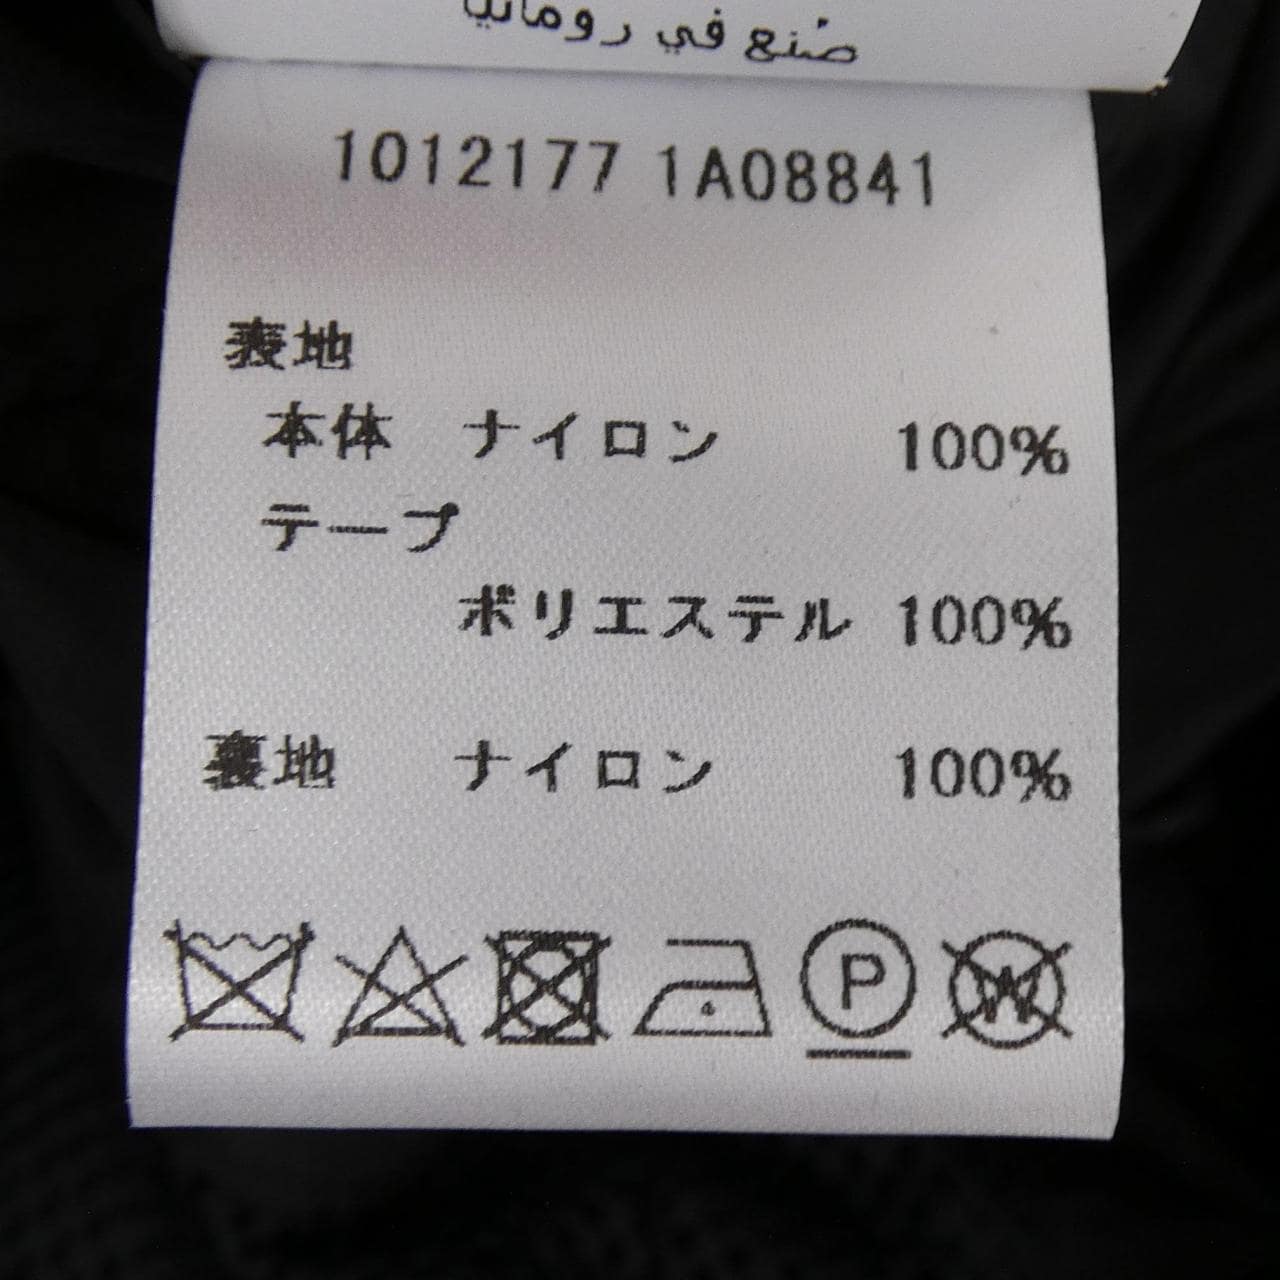 صُنع في رومانيا
1012177 1A08841
表地
本体 ナイロン 100%
テープ
ポリエステル 100%
裏地 ナイロン 100%
P
W